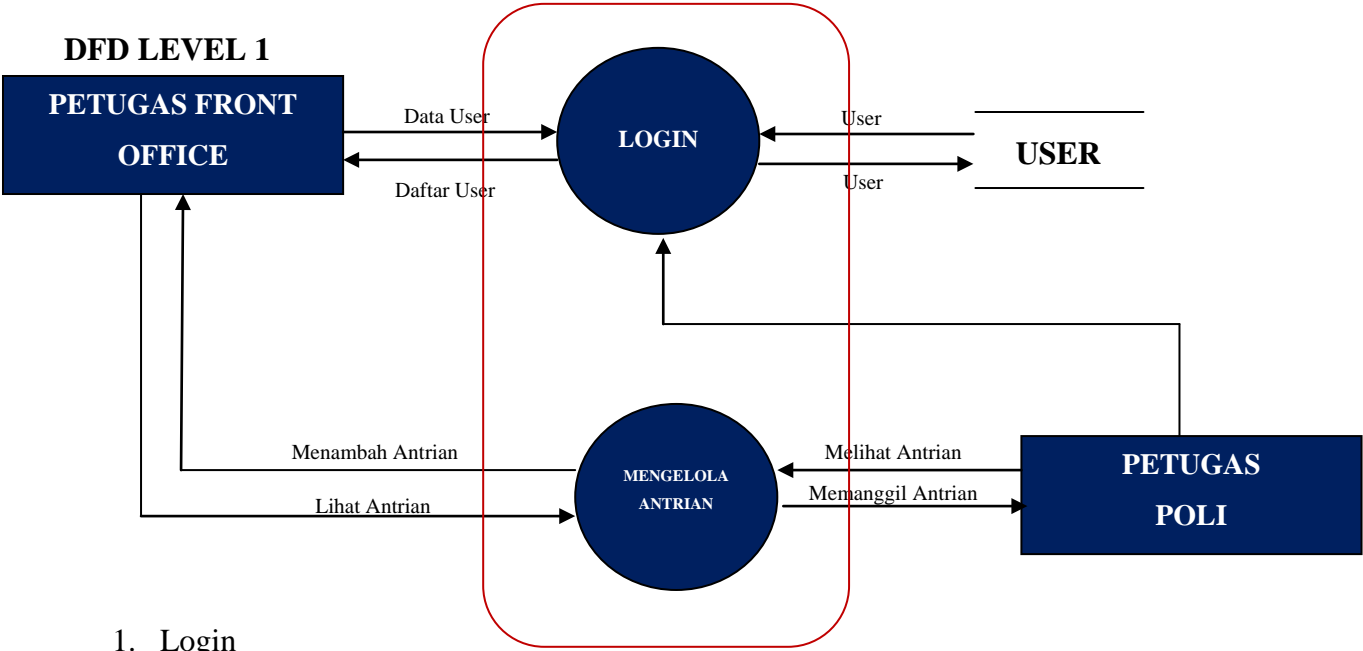 DFD LEVEL 1
PETUGAS FRONT
OFFICE
Data User
Daftar User
LOGIN
User
User
USER
Menambah Antrian
Lihat Antrian
MENGELOLA
ANTRIAN
Melihat Antrian
Memanggil Antrian
PETUGAS
POLI
1. Login